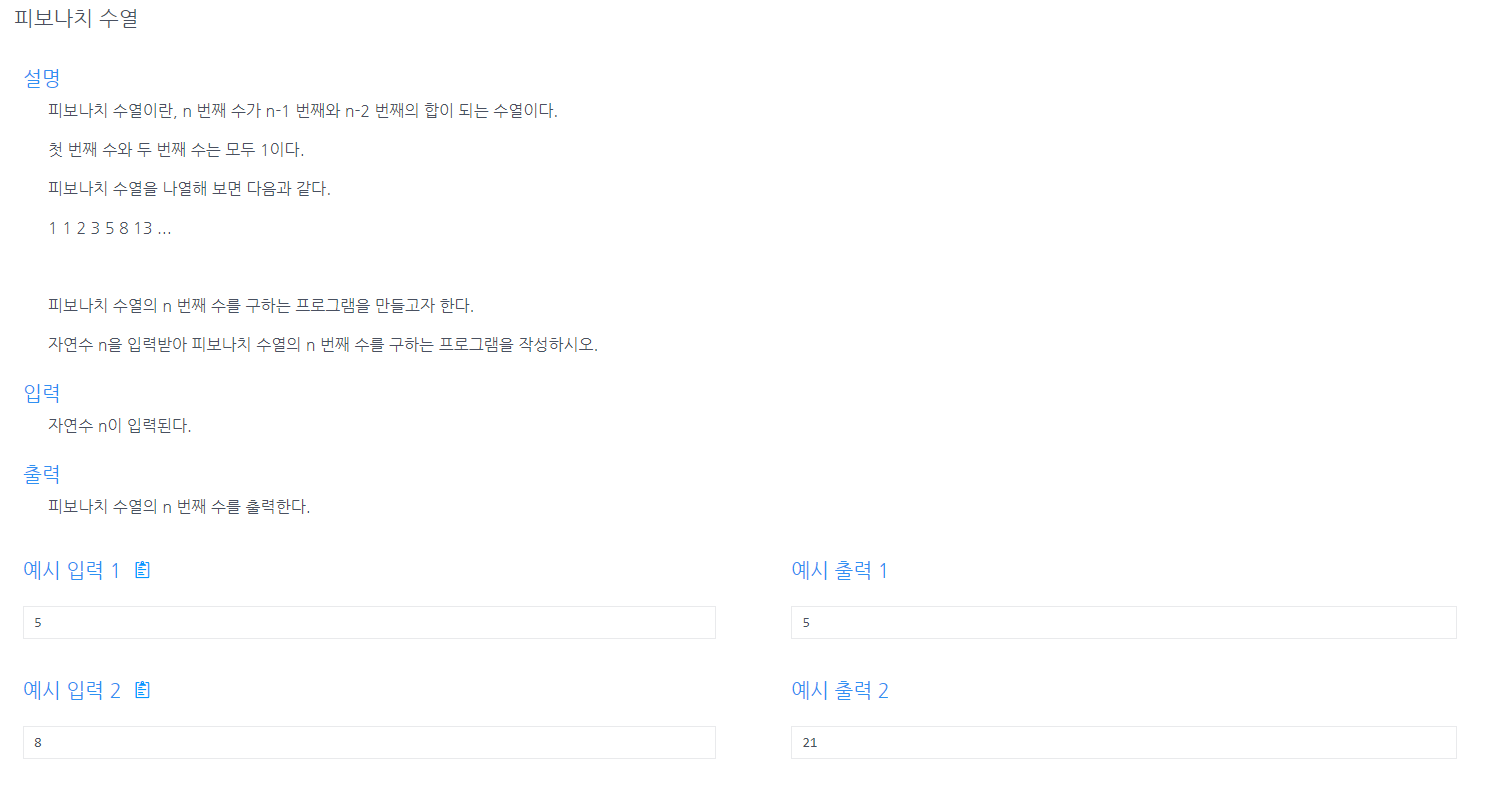 피보나치 수열
설명
피보나치 수열이란, n 번째 수가 n-1 번째와 n-2 번째의 합이 되는 수열이다.
첫 번째 수와 두 번째 수는 모두 1이다.
피보나치 수열을 나열해 보면 다음과 같다.
1 1 2 3 5 8 13 ...
피보나치 수열의 n 번째 수를 구하는 프로그램을 만들고자 한다.
자연수 n을 입력받아 피보나치 수열의 n 번째 수를 구하는 프로그램을 작성하시오.
입력
자연수 n이 입력된다.
출력
피보나치 수열의 n 번째 수를 출력한다.
예시 입력 1
예시 출력 1
5
5
예시 입력 2
예시 출력 2
8
21